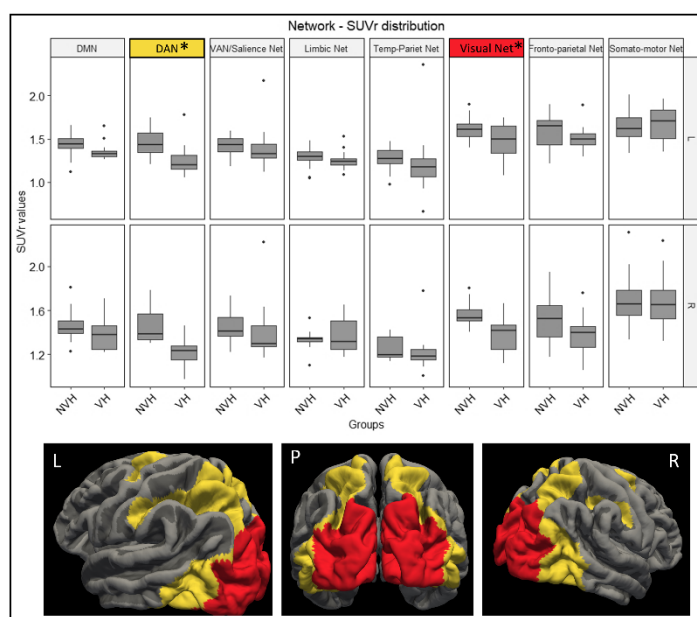 Network - SUVr distribution
DMN DAN* VAN/Salience Net Limbic Net Temp-Pariet Net Visual Net* Fronto-parietal Net Somato-motor Net
2.0
1.5
1.0
L
SUVr values
2.0
1.6
1.2
R
NVH VH NVH VH NVH VH NVH VH NVH VH NVH VH NVH VH NVH VH
Groups
L P R